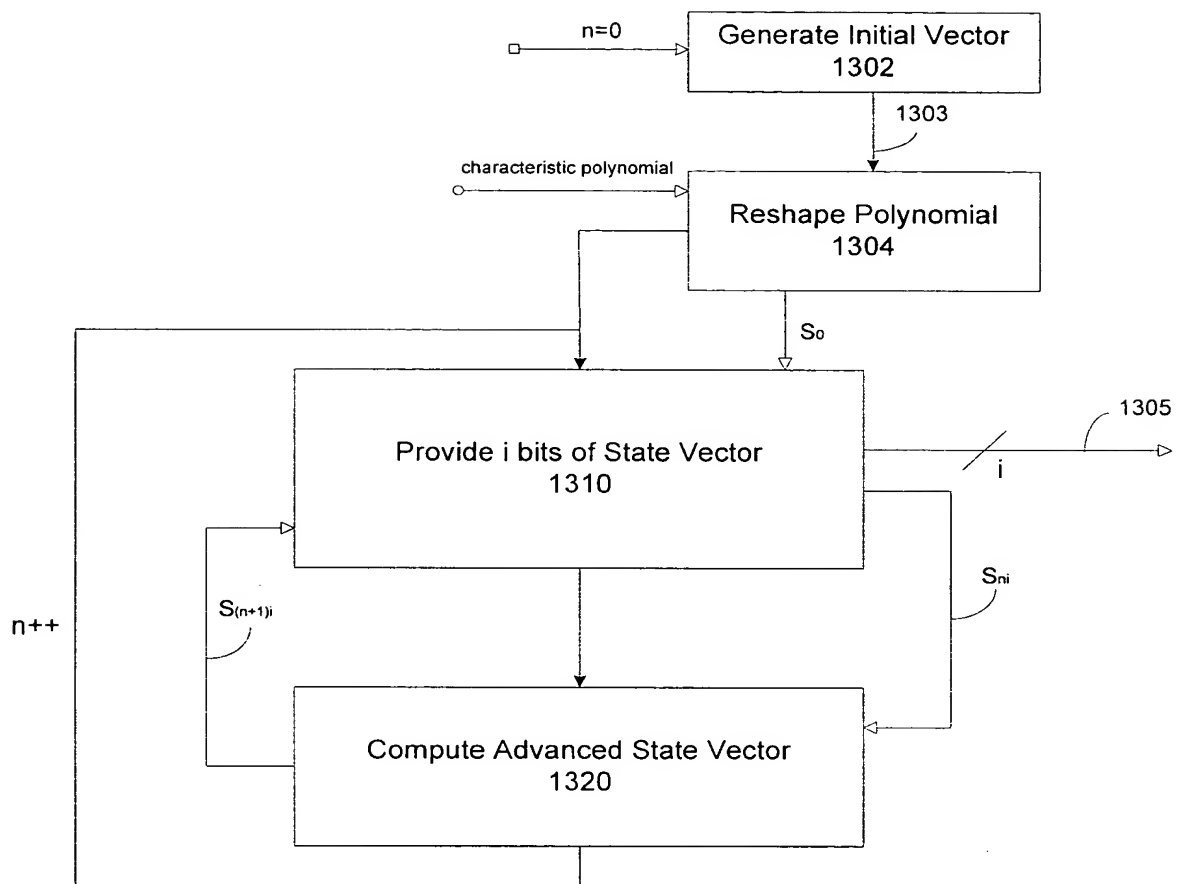 n=0
Generate Initial Vector
1302
1303
characteristic polynomial
Reshape Polynomial
1304
S0
1305
Provide i bits of State Vector
1310
i
Sni
S(n+1)i
n++
Compute Advanced State Vector
1320